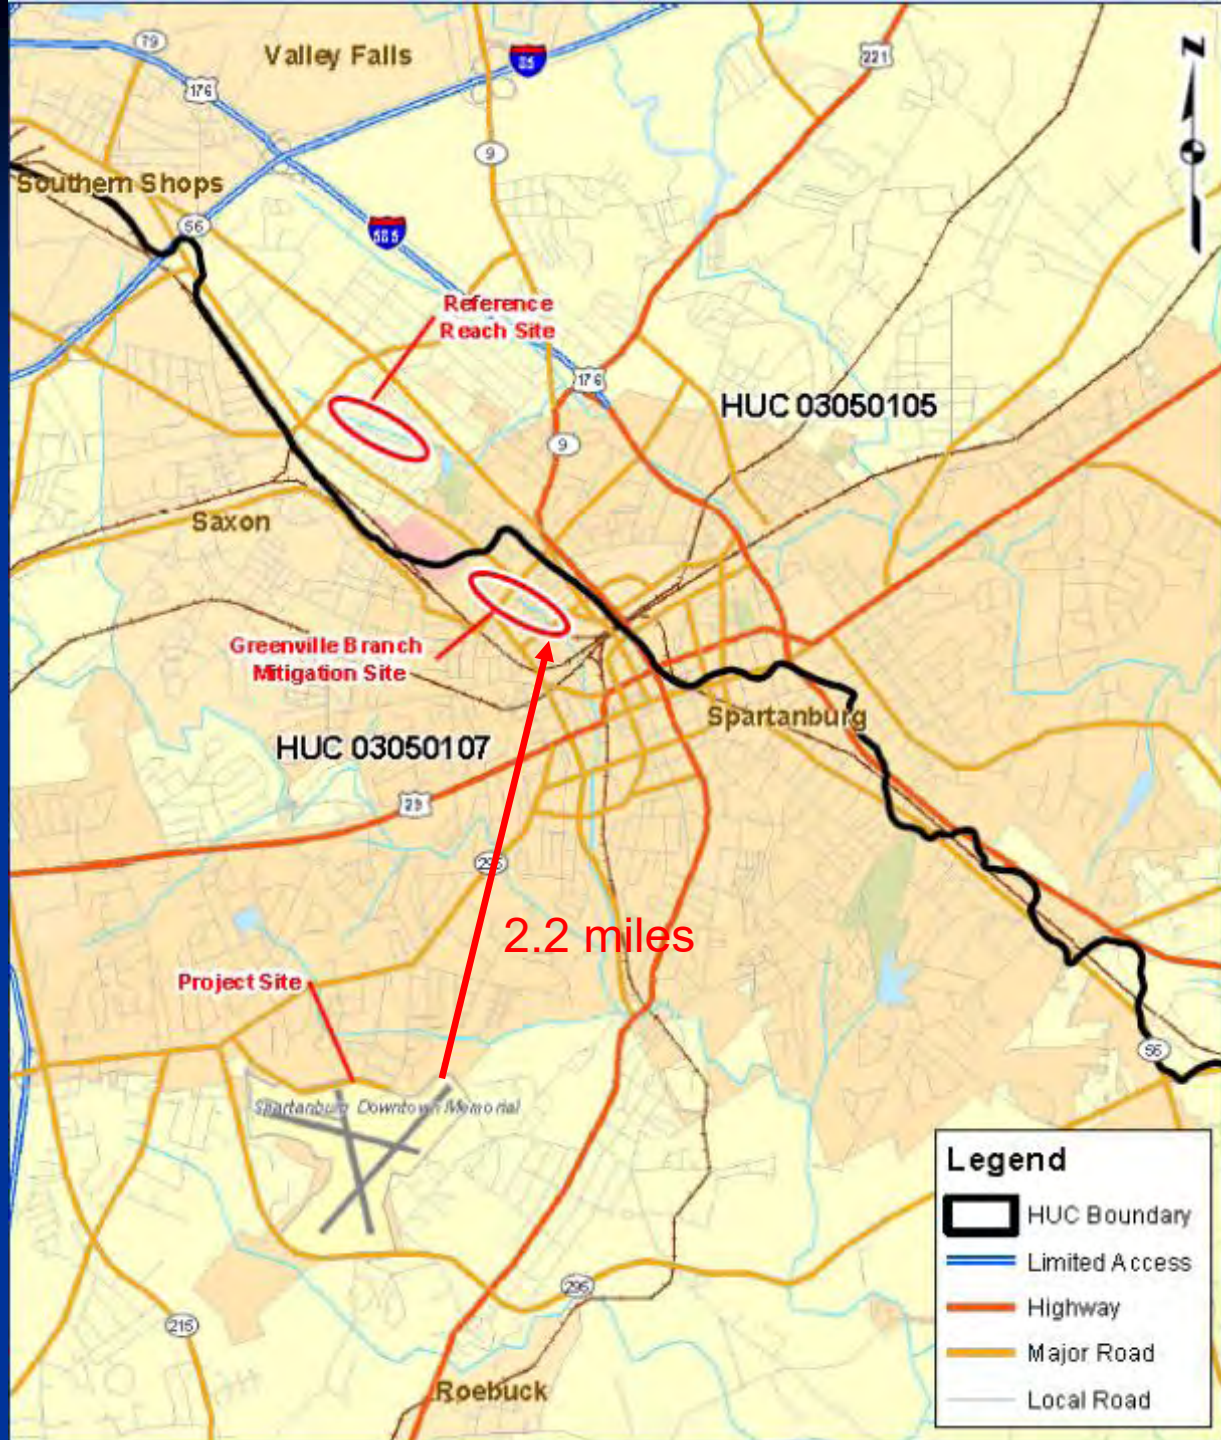 79
Valley Falls
85
221
N
176
9
Southern Shops
56
585
Reference
Reach Site
176
HUC 03050105
9
Saxon
Greenville Branch
Mitigation Site
Spartanburg
HUC 03050107
29
295
2.2 miles
Project Site
56
Spartanburg Downtown Memorial
Legend
HUC Boundary
Limited Access
295
Highway
215
Major Road
Roebuck
Local Road